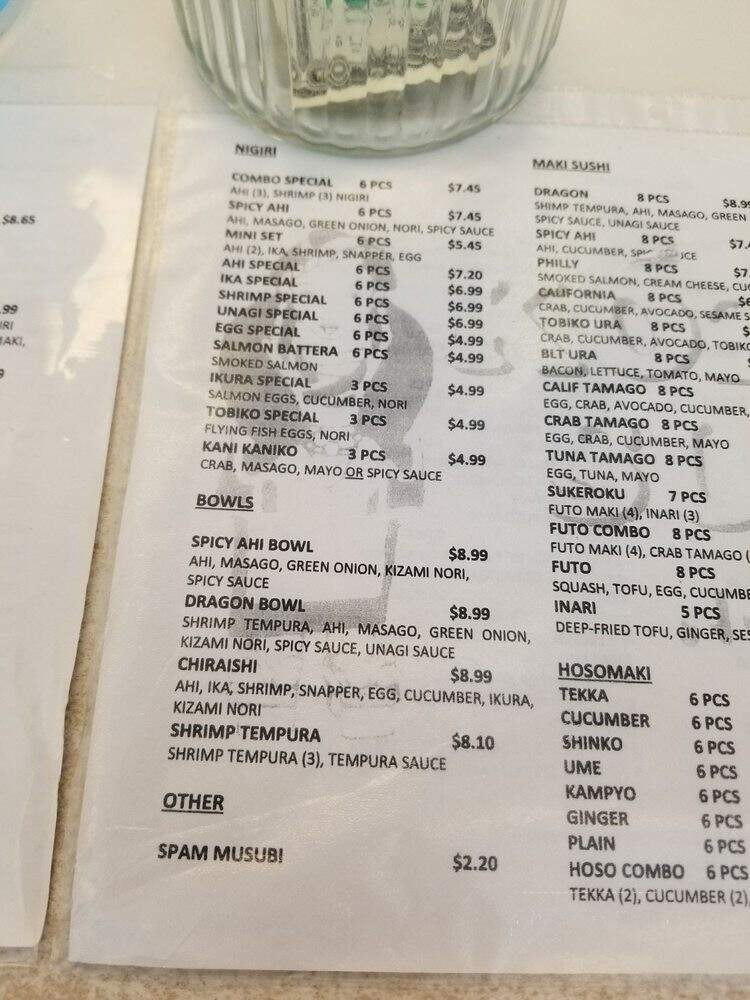 $8.65
.99
IRI
IAKI,
9
NIGIRI
COMBO SPECIAL 6 PCS $7.45
AHI (3), SHRIMP (3) NIGIRI
SPICY AHI 6 PCS $7.45
AHI, MASAGO, GREEN ONION, NORI, SPICY SAUCE
MINI SET 6 PCS $5.45
AHI (2), IKA, SHRIMP, SNAPPER, EGG
AHI SPECIAL 6 PCS $7.20
IKA SPECIAL 6 PCS $6.99
SHRIMP SPECIAL 6 PCS $6.99
UNAGI SPECIAL 6 PCS $6.99
EGG SPECIAL 6 PCS $4.99
SALMON BATTERA 6 PCS $4.99
SMOKED SALMON
IKURA SPECIAL 3 PCS $4.99
SALMON EGGS, CUCUMBER, NORI
TOBIKO SPECIAL 3 PCS $4.99
FLYING FISH EGGS, NORI
KANI KANIKO 3 PCS $4.99
CRAB, MASAGO, MAYO OR SPICY SAUCE
BOWLS
SPICY AHI BOWL $8.99
AHI, MASAGO, GREEN ONION, KIZAMI NORI,
SPICY SAUCE
DRAGON BOWL $8.99
SHRIMP TEMPURA, AHI, MASAGO, GREEN ONION,
KIZAMI NORI, SPICY SAUCE, UNAGI SAUCE
CHIRAISHI $8.99
AHI, IKA, SHRIMP, SNAPPER, EGG, CUCUMBER, IKURA,
KIZAMI NORI
SHRIMP TEMPURA $8.10
SHRIMP TEMPURA (3), TEMPURA SAUCE
OTHER
SPAM MUSUBI $2.20
MAKI SUSHI
DRAGON 8 PCS $8.99
SHIMP TEMPURA, AHI, MASAGO, GREEN
SPICY SAUCE, UNAGI SAUCE
SPICY AHI 8 PCS $7.4
AHI, CUCUMBER,
PHILLY 8 PCS $7.
SMOKED SALMON, CREAM CHEESE, CUC
CALIFORNIA 8 PCS $6
CRAB, CUCUMBER, AVOCADO, SESAME S
TOBIKO URA 8 PCS $
CRAB, CUCUMBER, AVOCADO, TOBIKO
BLT URA 8 PCS
BACON, LETTUCE, TOMATO, MAYO
CALIF TAMAGO 8 PCS
EGG, CRAB, AVOCADO, CUCUMBER,
CRAB TAMAGO 8 PCS
EGG, CRAB, CUCUMBER, MAYO
TUNA TAMAGO 8 PCS
EGG, TUNA, MAYO
SUKEROKU 7 PCS
FUTO MAKI (4), INARI (3)
FUTO COMBO 8 PCS
FUTO MAKI (4), CRAB TAMAGO (
FUTO 8 PCS
SQUASH, TOFU, EGG, CUCUMBE
INARI 5 PCS
DEEP-FRIED TOFU, GINGER, SES
HOSOMAKI
TEKKA 6 PCS
CUCUMBER 6 PCS
SHINKO 6 PCS
UME 6 PCS
KAMPYO 6 PCS
GINGER 6 PCS
PLAIN 6 PCS
HOSO COMBO 6 PCS
TEKKA (2), CUCUMBER (2),